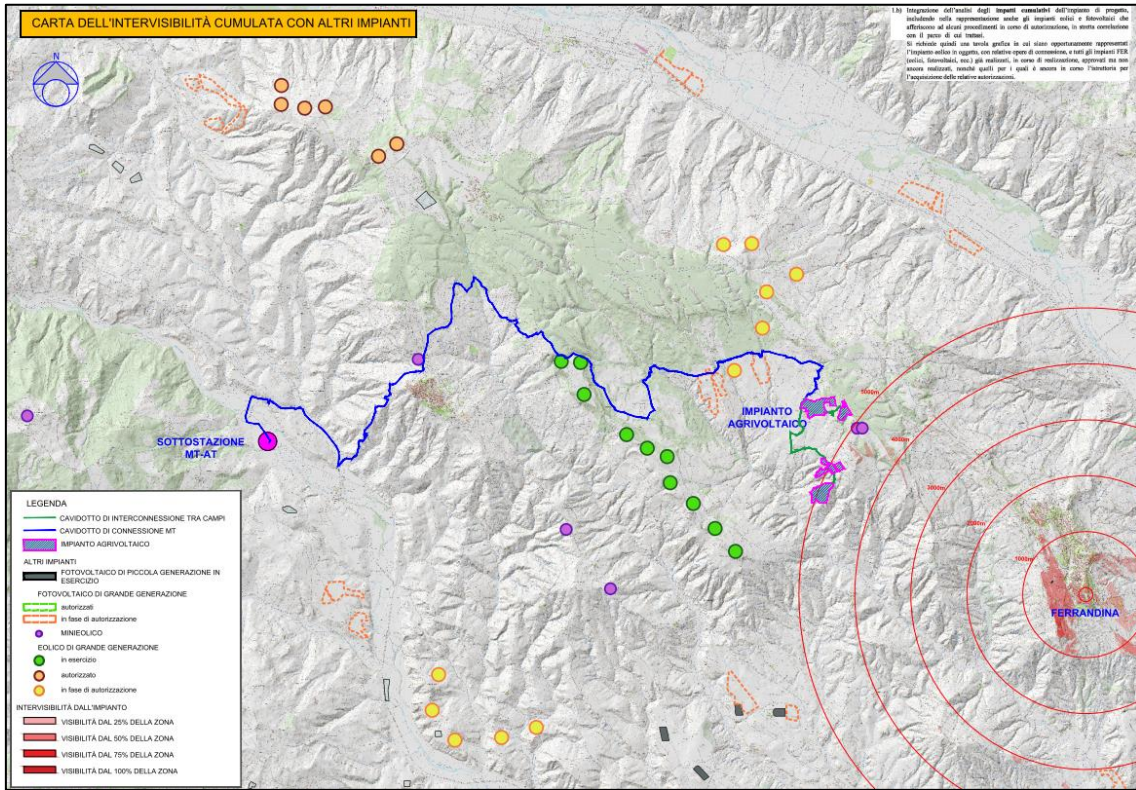 CARTA DELL'INTERVISIBILITÀ CUMULATA CON ALTRI IMPIANTI
1.b) Integrazione dell'analisi degli impatti cumulativi dell'impianto di progetto,
includendo nella rappresentazione anche gli impianti eolici e fotovoltaici che
afferiscono ad alcuni procedimenti in corso di autorizzazione, in stretta correlazione
con il parco di cui trattasi.
Si richiede quindi una tavola grafica in cui siano opportunamente rappresentati
l'impianto eolico in oggetto, con relative opere di connessione, e tutti gli impianti FER
(eolici, fotovoltaici, ecc.) già realizzati, in corso di realizzazione, approvati ma non
ancora realizzati, nonché quelli per i quali è ancora in corso l'istruttoria per
l'acquisizione delle relative autorizzazioni.
N
5000m
4000m
3000m
2000m
1000m
IMPIANTO
AGRIVOLTAICO
SOTTOSTAZIONE
MT-AT
FERRANDINA
LEGENDA
CAVIDOTTO DI INTERCONNESSIONE TRA CAMPI
CAVIDOTTO DI CONNESSIONE MT
IMPIANTO AGRIVOLTAICO
ALTRI IMPIANTI
FOTOVOLTAICO DI PICCOLA GENERAZIONE IN
ESERCIZIO
FOTOVOLTAICO DI GRANDE GENERAZIONE
autorizzati
in fase di autorizzazione
MINIEOLICO
EOLICO DI GRANDE GENERAZIONE
in esercizio
autorizzato
in fase di autorizzazione
INTERVISIBILITÀ DALL'IMPIANTO
VISIBILITÀ DAL 25% DELLA ZONA
VISIBILITÀ DAL 50% DELLA ZONA
VISIBILITÀ DAL 75% DELLA ZONA
VISIBILITÀ DAL 100% DELLA ZONA